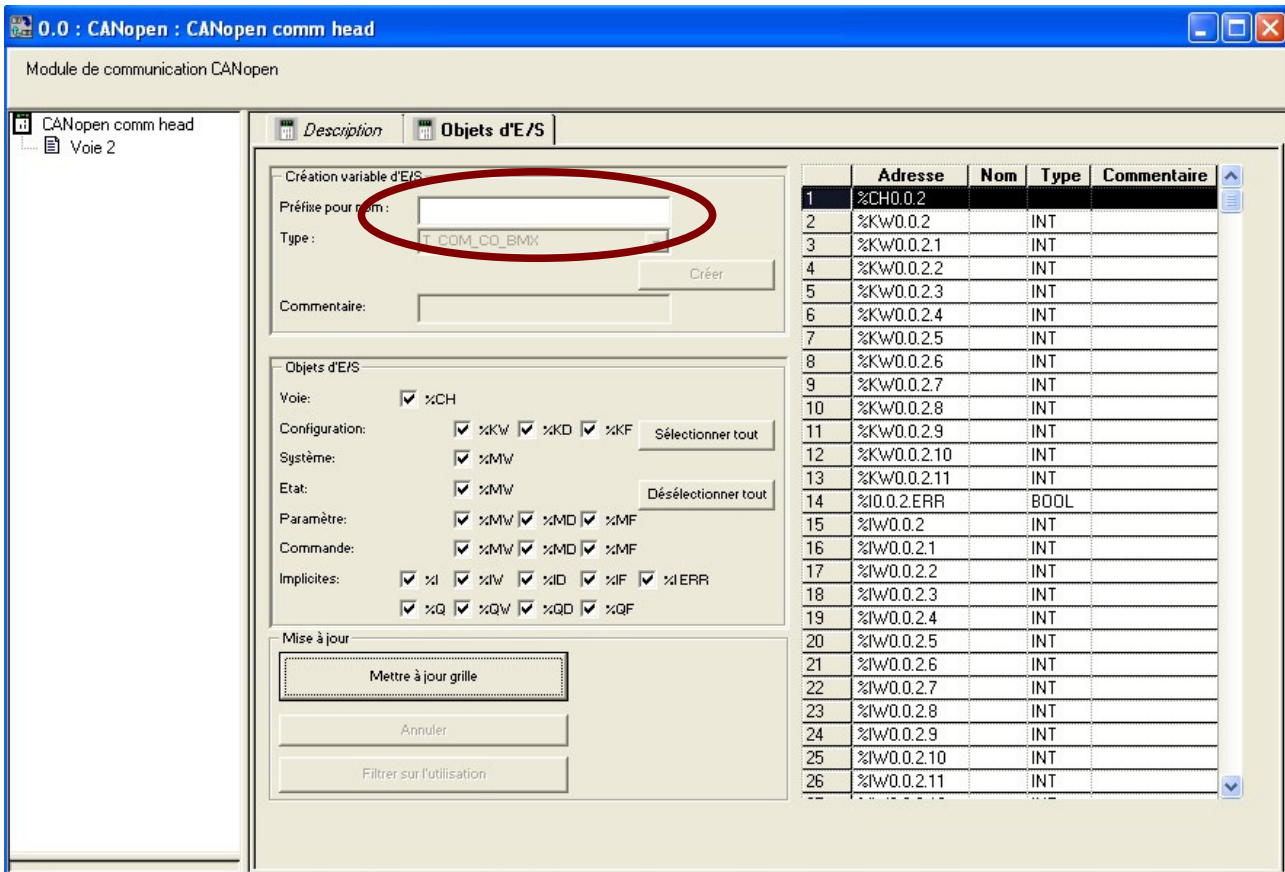 0.0 : CANopen : CANopen comm head
Module de communication CANopen
CANopen comm head
Voie 2
Description
Objets d'E/S
Création variable d'E/S
Préfixe pour nom :
Type :
T_COM_CO_BMX
Créer
Commentaire:
Objets d'E/S
Voie: %CH
Configuration: %KW %KD %KF Sélectionner tout
Système: %MW
Etat: %MW Désélectionner tout
Paramètre: %MW %MD %MF
Commande: %MW %MD %MF
Implicites: %I %IW %ID %IF %I ERR
%Q %QW %QD %QF
Mise à jour
Mettre à jour grille
Annuler
Filtrer sur l'utilisation
Adresse Nom Type Commentaire
1 %CH0.0.2
2 %KW0.0.2 INT
3 %KW0.0.2.1 INT
4 %KW0.0.2.2 INT
5 %KW0.0.2.3 INT
6 %KW0.0.2.4 INT
7 %KW0.0.2.5 INT
8 %KW0.0.2.6 INT
9 %KW0.0.2.7 INT
10 %KW0.0.2.8 INT
11 %KW0.0.2.9 INT
12 %KW0.0.2.10 INT
13 %KW0.0.2.11 INT
14 %I0.0.2.ERR BOOL
15 %IW0.0.2 INT
16 %IW0.0.2.1 INT
17 %IW0.0.2.2 INT
18 %IW0.0.2.3 INT
19 %IW0.0.2.4 INT
20 %IW0.0.2.5 INT
21 %IW0.0.2.6 INT
22 %IW0.0.2.7 INT
23 %IW0.0.2.8 INT
24 %IW0.0.2.9 INT
25 %IW0.0.2.10 INT
26 %IW0.0.2.11 INT